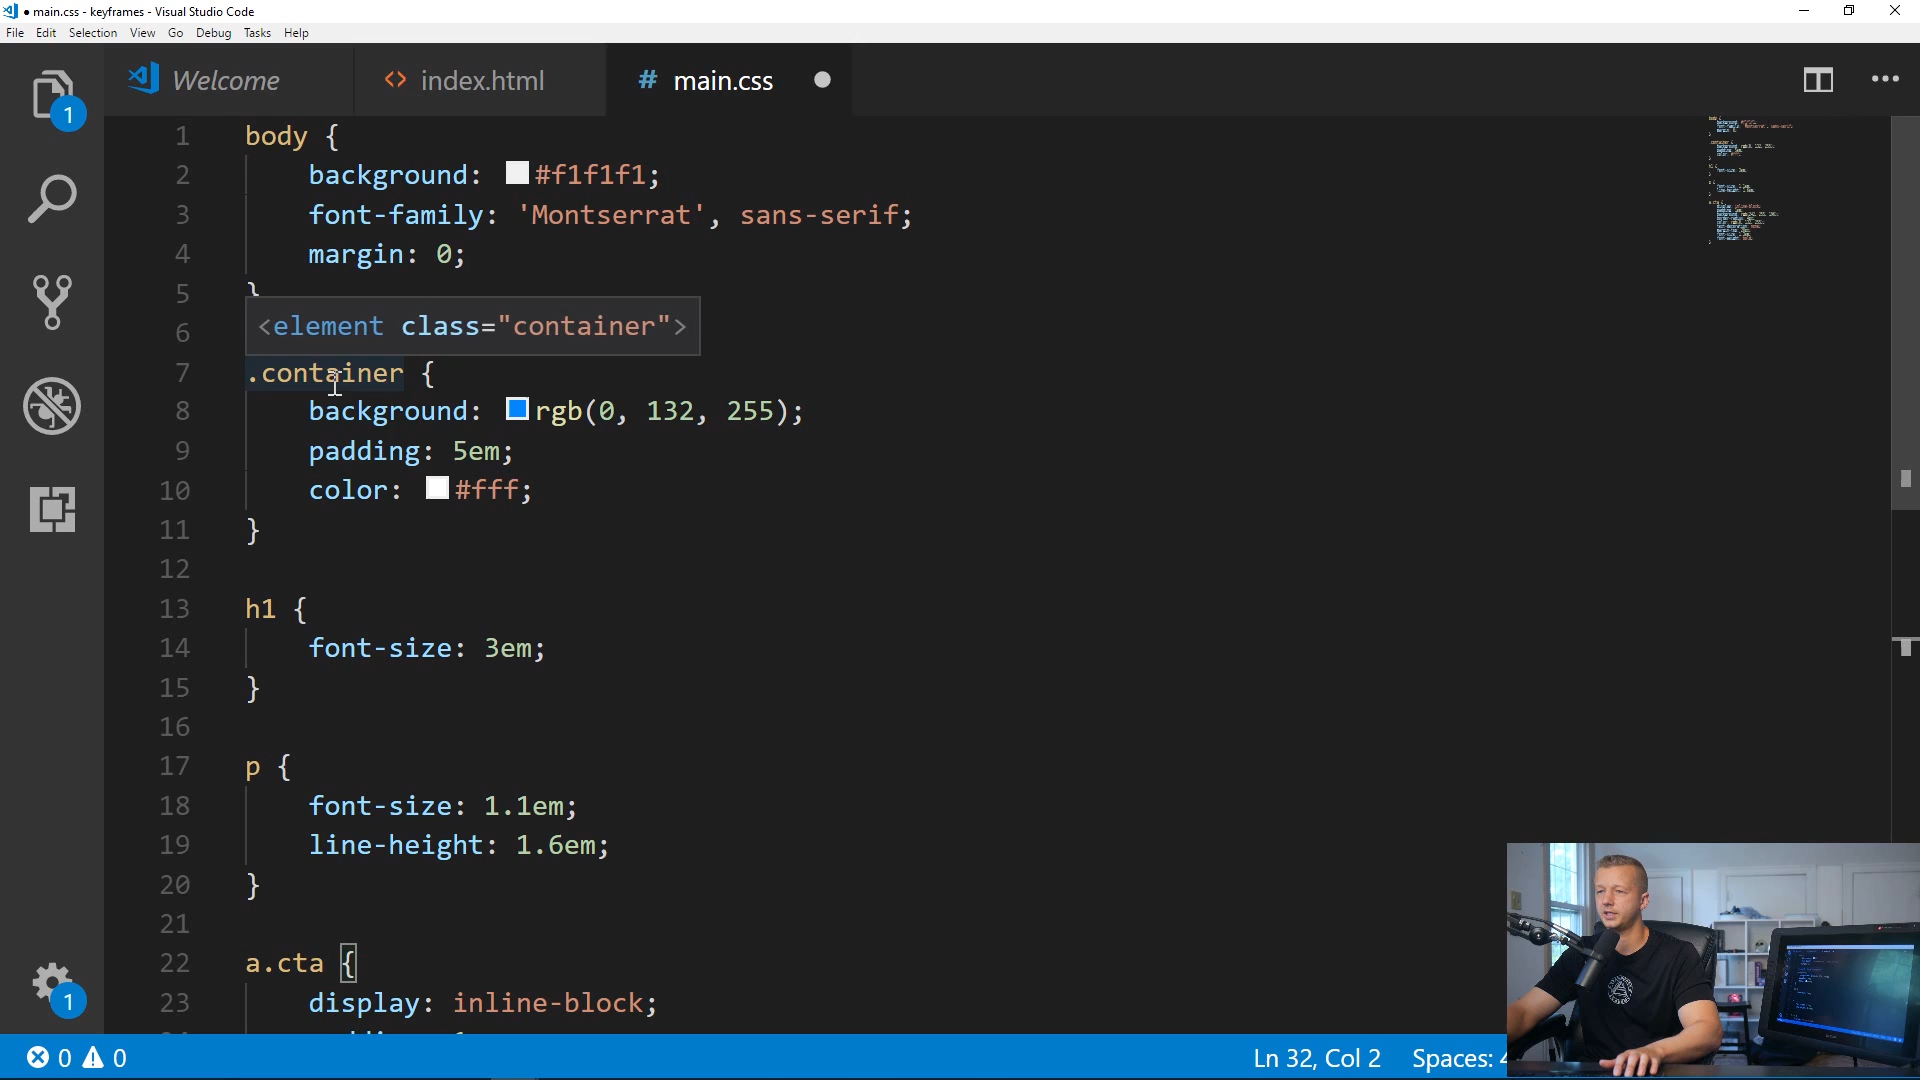 main.css - keyframes - Visual Studio Code
File Edit Selection View Go Debug Tasks Help
Welcome index.html # main.css
1
1 body {
2 background: #f1f1f1;
3 font-family: 'Montserrat', sans-serif;
4 margin: 0;
5 }
<element class="container">
6
7 .container {
8 background: rgb(0, 132, 255);
9 padding: 5em;
10 color: #fff;
11 }
12
13 h1 {
14 font-size: 3em;
15 }
16
17 p {
18 font-size: 1.1em;
19 line-height: 1.6em;
20 }
21
22 a.cta {
23 display: inline-block;
1
0 0 Ln 32, Col 2 Spaces: 4